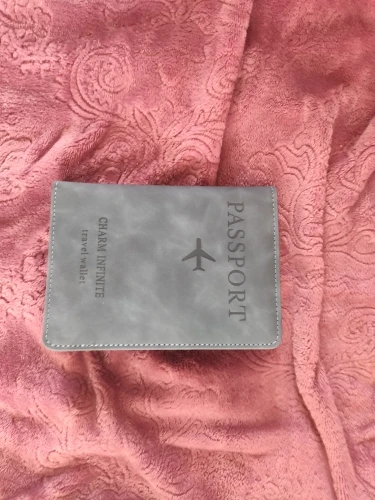 PASSPORT
CHARM INFINITE
travel wallet